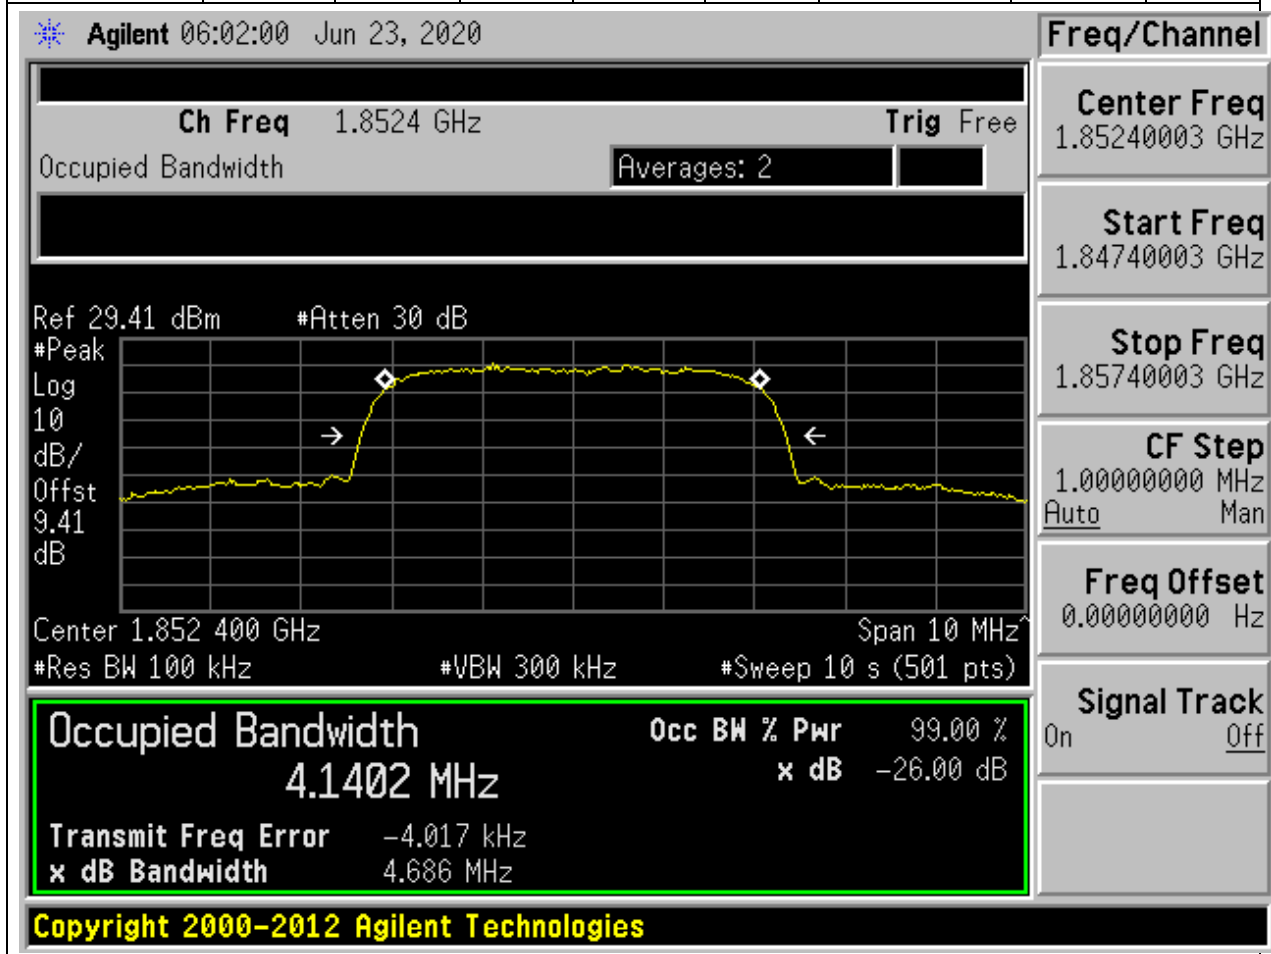 Agilent 06:02:00 Jun 23, 2020
Freq/Channel
Ch Freq 1.8524 GHz Trig Free
Occupied Bandwidth Averages: 2
Center Freq
1.85240003 GHz
Start Freq
1.84740003 GHz
Stop Freq
1.85740003 GHz
CF Step
1.00000000 MHz
Auto Man
Freq Offset
0.00000000 Hz
Signal Track
On Off
Ref 29.41 dBm #Atten 30 dB
#Peak
Log
10
dB/
Offst
9.41
dB
Center 1.852 400 GHz Span 10 MHz^
#Res BW 100 kHz #VBW 300 kHz #Sweep 10 s (501 pts)
Occupied Bandwidth Occ BW % Pwr 99.00 %
4.1402 MHz x dB -26.00 dB
Transmit Freq Error -4.017 kHz
x dB Bandwidth 4.686 MHz
Copyright 2000-2012 Agilent Technologies